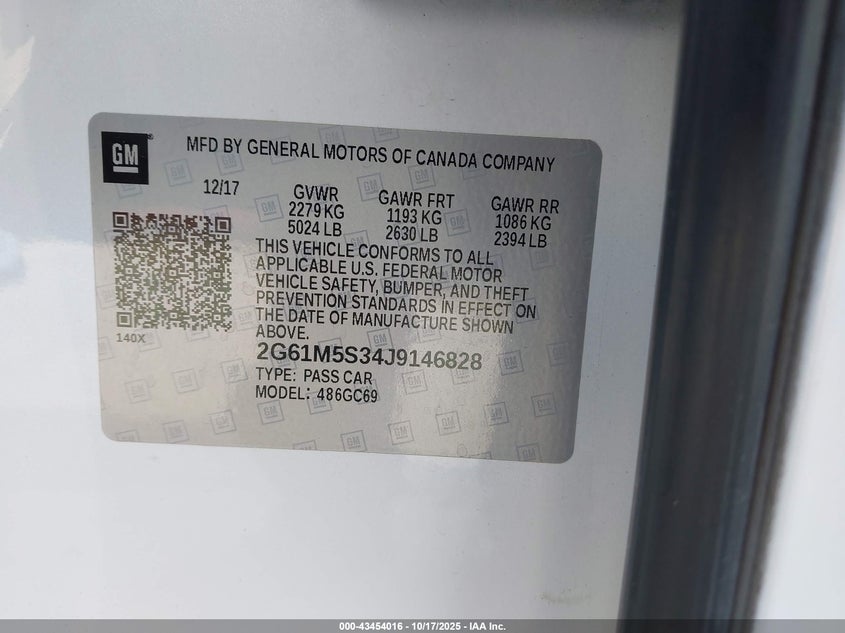 GM
MFD BY GENERAL MOTORS OF CANADA COMPANY
12/17 GVWR GAWR FRT GAWR RR
2279 KG 1193 KG 1086 KG
5024 LB 2630 LB 2394 LB
THIS VEHICLE CONFORMS TO ALL
APPLICABLE U.S. FEDERAL MOTOR
VEHICLE SAFETY, BUMPER, AND THEFT
PREVENTION STANDARDS IN EFFECT ON
THE DATE OF MANUFACTURE SHOWN
ABOVE.
140X
2G61M5S34J9146828
TYPE: PASS CAR
MODEL: 486GC69
000-43454016 - 10/17/2025 - IAA Inc.